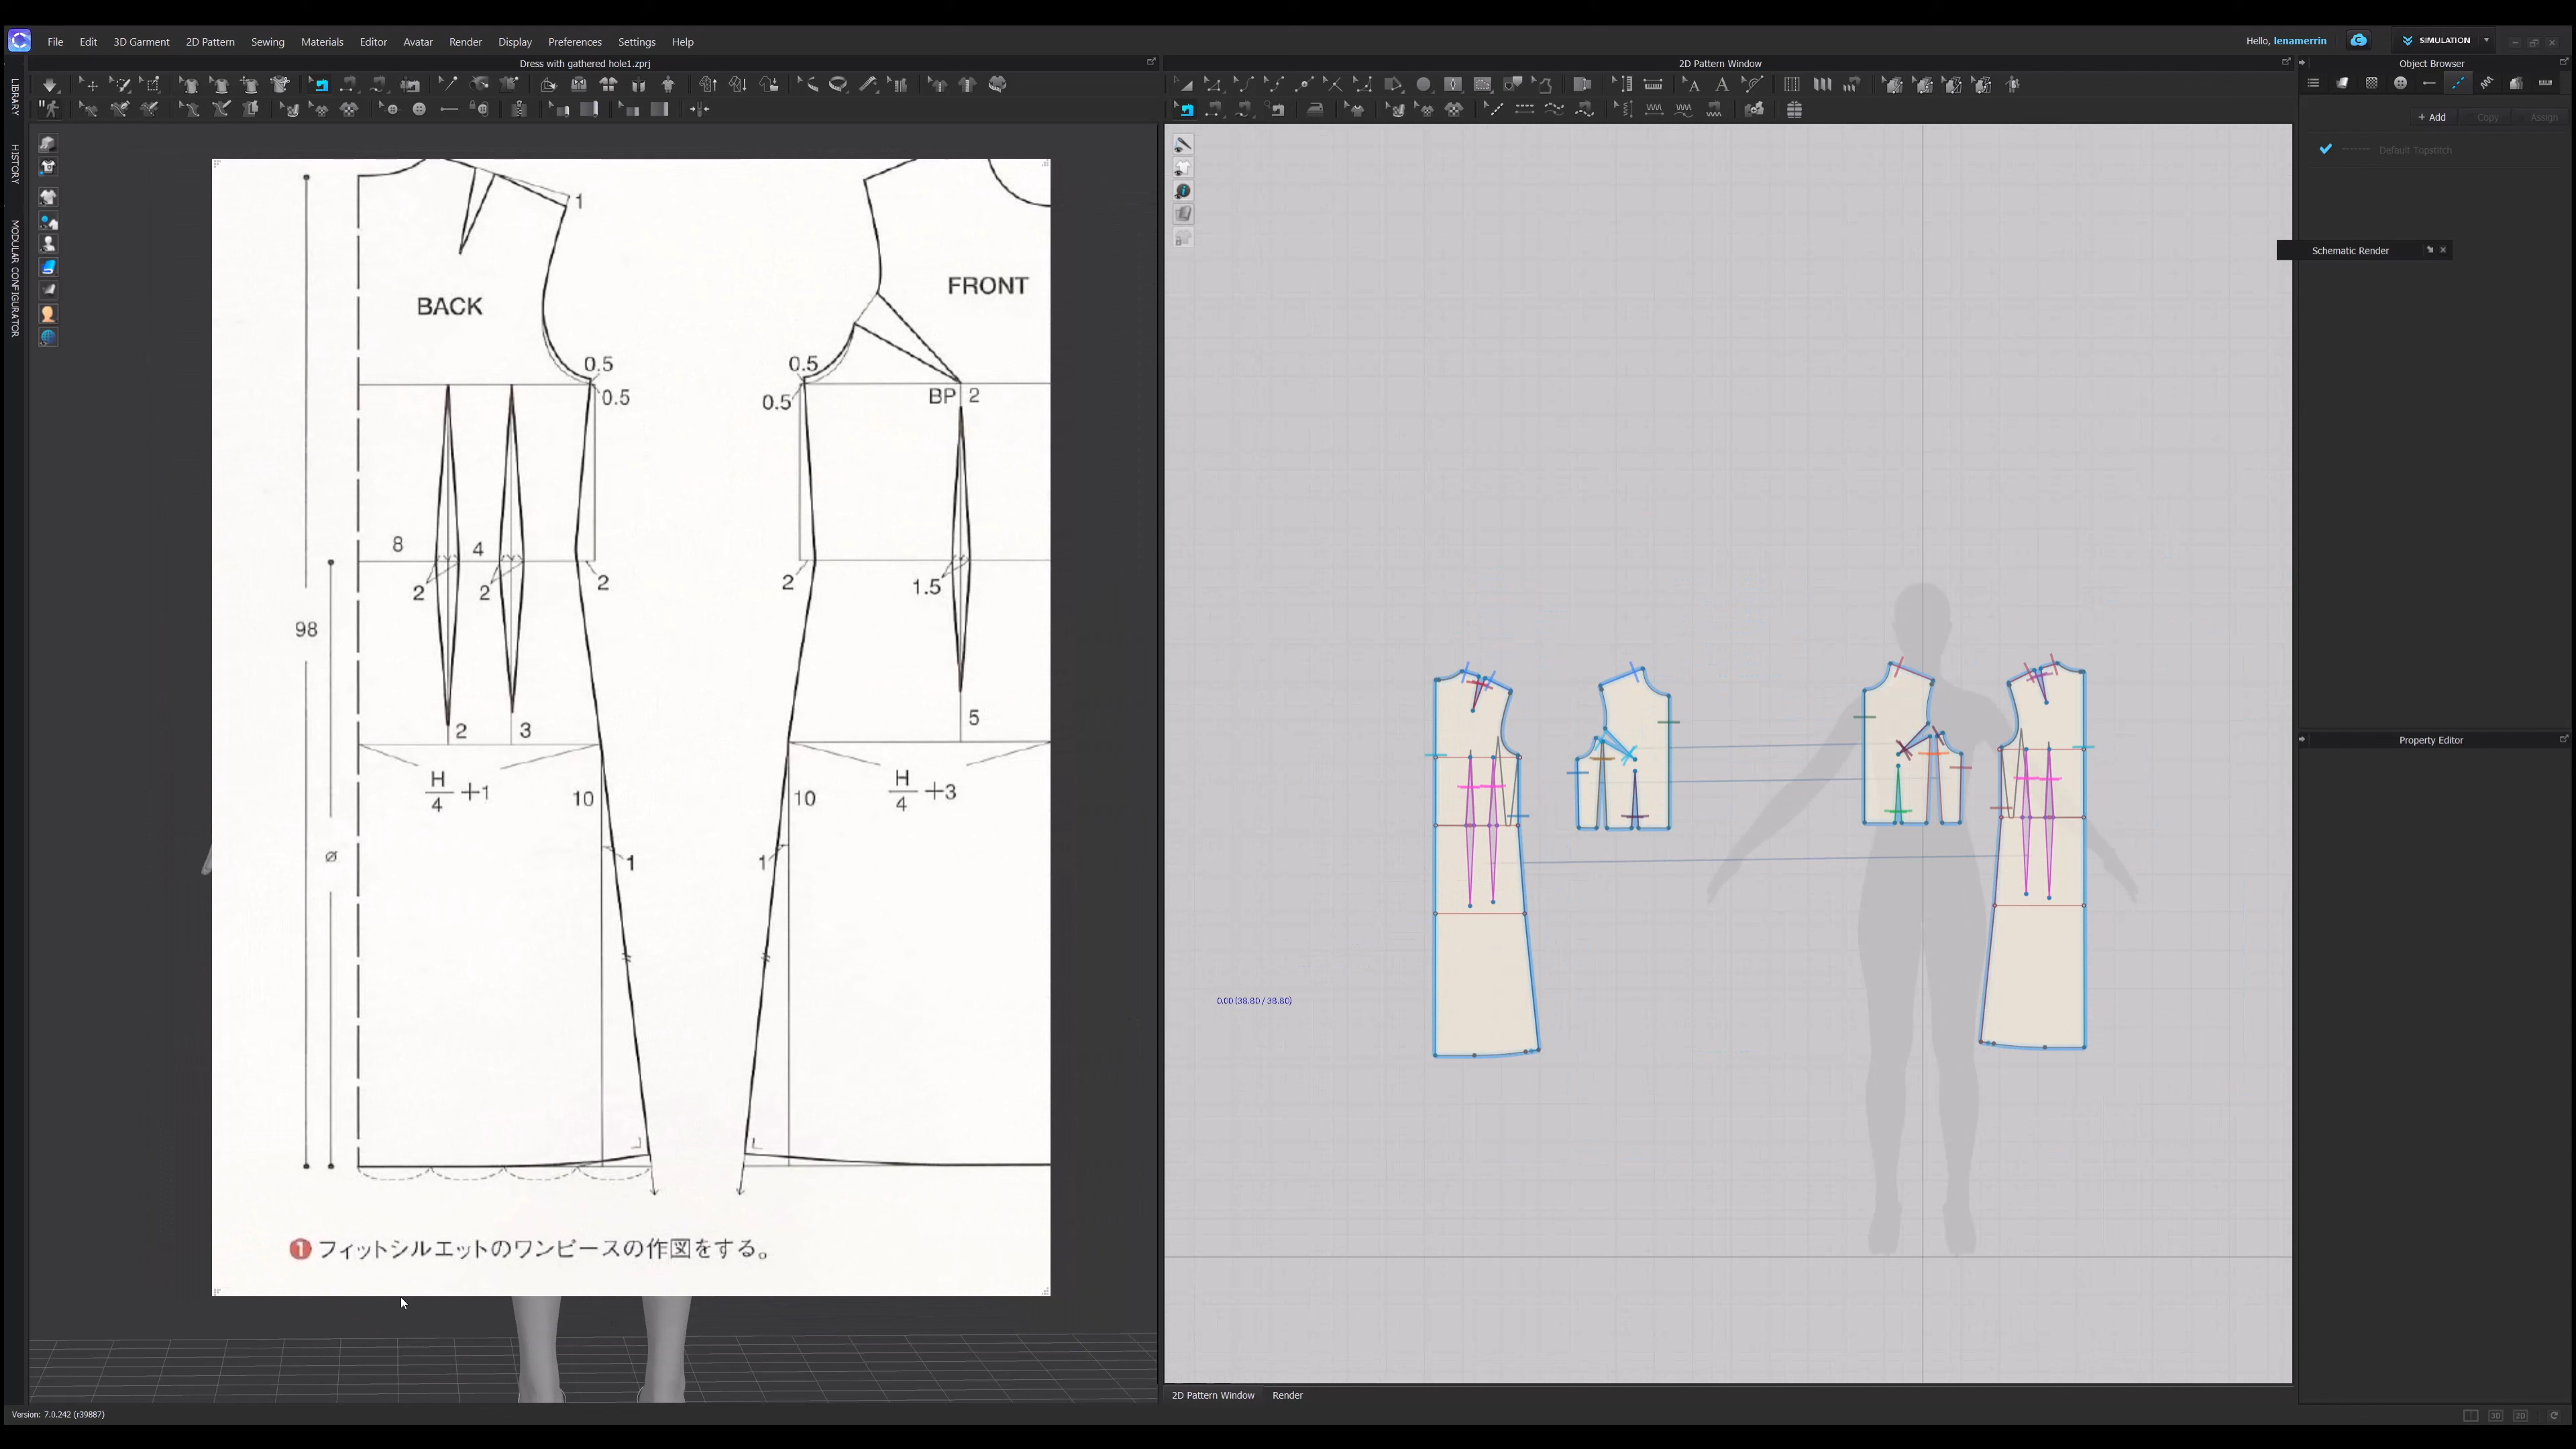 File Edit 3D Garment 2D Pattern Sewing Materials Editor Avatar Render Display Preferences Settings Help
Hello, lenamerrin
SIMULATION
Dress with gathered hole1.zprj
2D Pattern Window
Object Browser
+ Add Copy Assign
Default Topstitch
Schematic Render
Property Editor
LIBRARY
HISTORY
MODULAR CONFIGURATOR
1
BACK
FRONT
0.5
0.5
0.5
0.5
BP 2
8
4
2
2
2
2
1.5
98
2
3
5
H/4 +1
10
10
H/4 +3
ø
1
1
❶ フィットシルエットのワンピースの作図をする。
0.00 (38.80 / 38.80)
2D Pattern Window Render
Version: 7.0.242 (r39887)
3D 2D